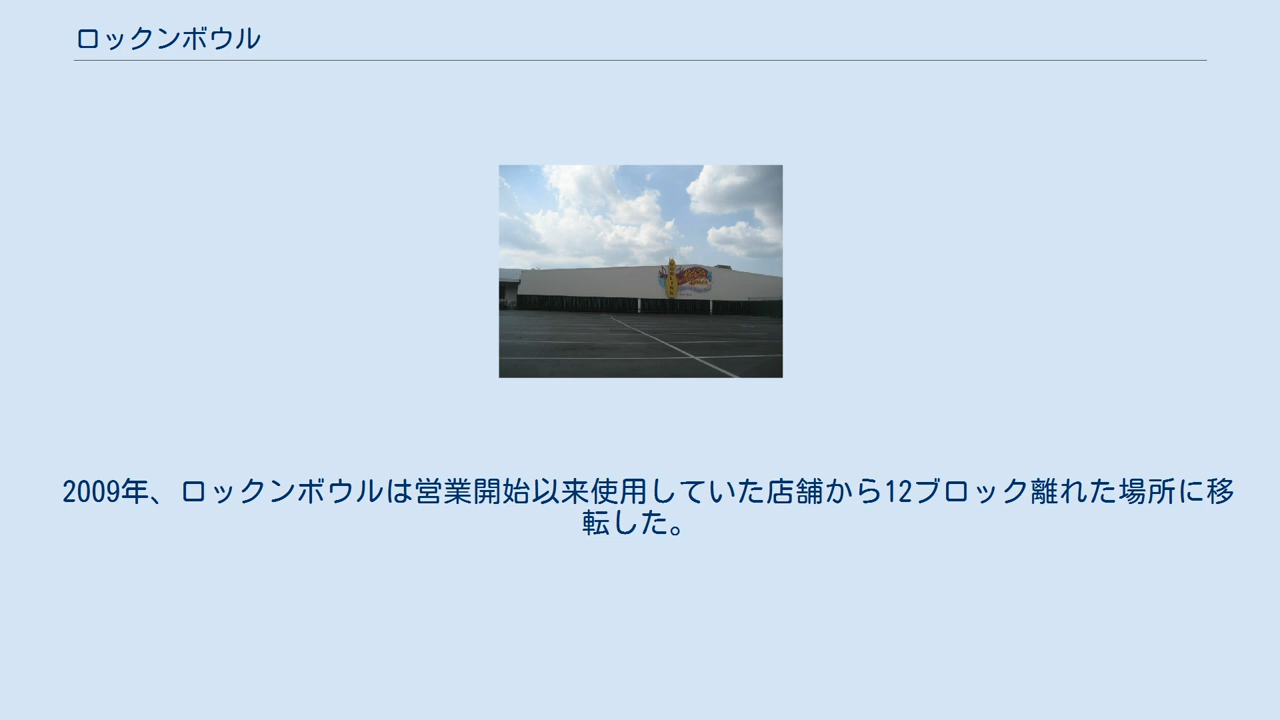 ロックンボウル
2009年、ロックンボウルは営業開始以来使用していた店舗から12ブロック離れた場所に移
転した。